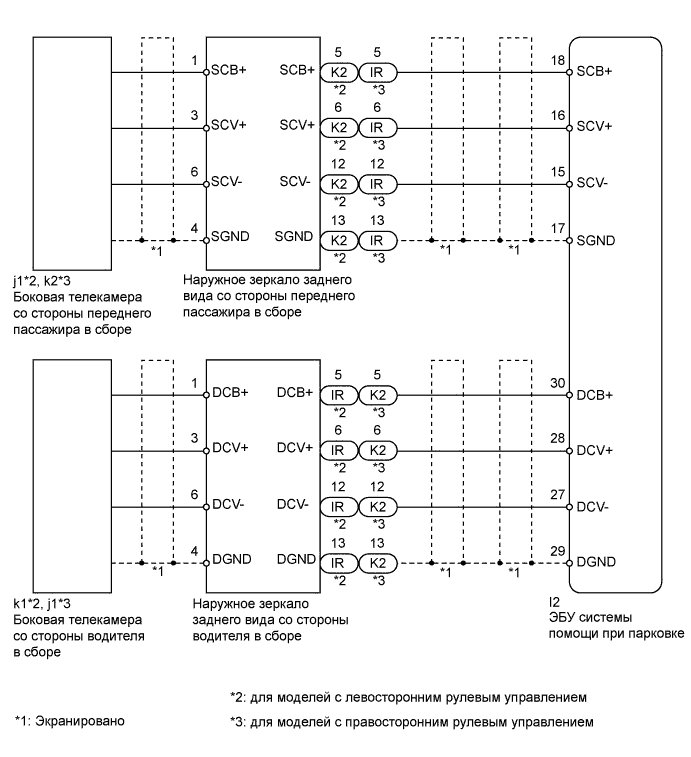 5 5
1 SCB+ SCB+ K2 IR 18 SCB+
*2 *3
6 6
3 SCV+ SCV+ K2 IR 16 SCV+
*2 *3
12 12
6 SCV- SCV- K2 IR 15 SCV-
*2 *3
13 13
4 SGND SGND K2 IR 17 SGND
*1 *2 *3 *1 *1
j1*2, k2*3
Боковая телекамера
со стороны переднего
пассажира в сборе
Наружное зеркало заднего
вида со стороны переднего
пассажира в сборе
5 5
1 DCB+ DCB+ IR K2 30 DCB+
*2 *3
6 6
3 DCV+ DCV+ IR K2 28 DCV+
*2 *3
12 12
6 DCV- DCV- IR K2 27 DCV-
*2 *3
13 13
4 DGND DGND IR K2 29 DGND
*1 *2 *3 *1 *1
k1*2, j1*3
Боковая телекамера
со стороны водителя
в сборе
Наружное зеркало
заднего вида со стороны
водителя в сборе
I2
ЭБУ системы
помощи при парковке
*2: для моделей с левосторонним рулевым управлением
*1: Экранировано
*3: для моделей с правосторонним рулевым управлением